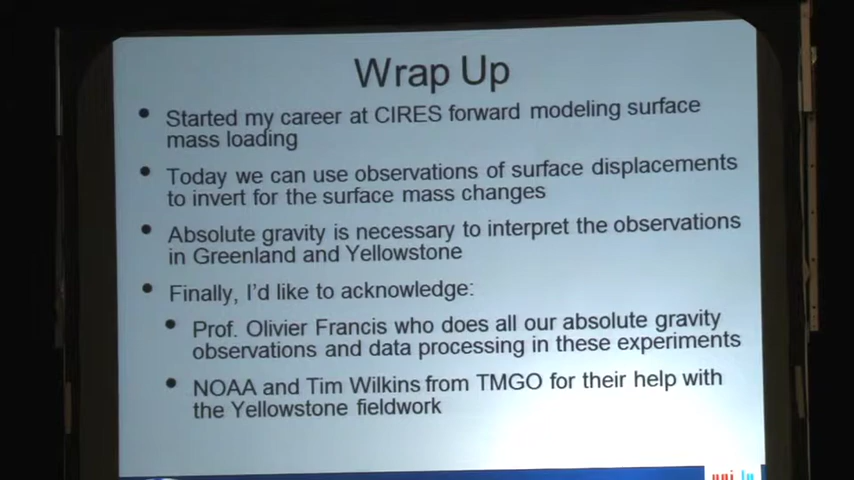 Wrap Up
• Started my career at CIRES forward modeling surface
mass loading
• Today we can use observations of surface displacements
to invert for the surface mass changes
• Absolute gravity is necessary to interpret the observations
in Greenland and Yellowstone
• Finally, I'd like to acknowledge:
• Prof. Olivier Francis who does all our absolute gravity
observations and data processing in these experiments
• NOAA and Tim Wilkins from TMGO for their help with
the Yellowstone fieldwork